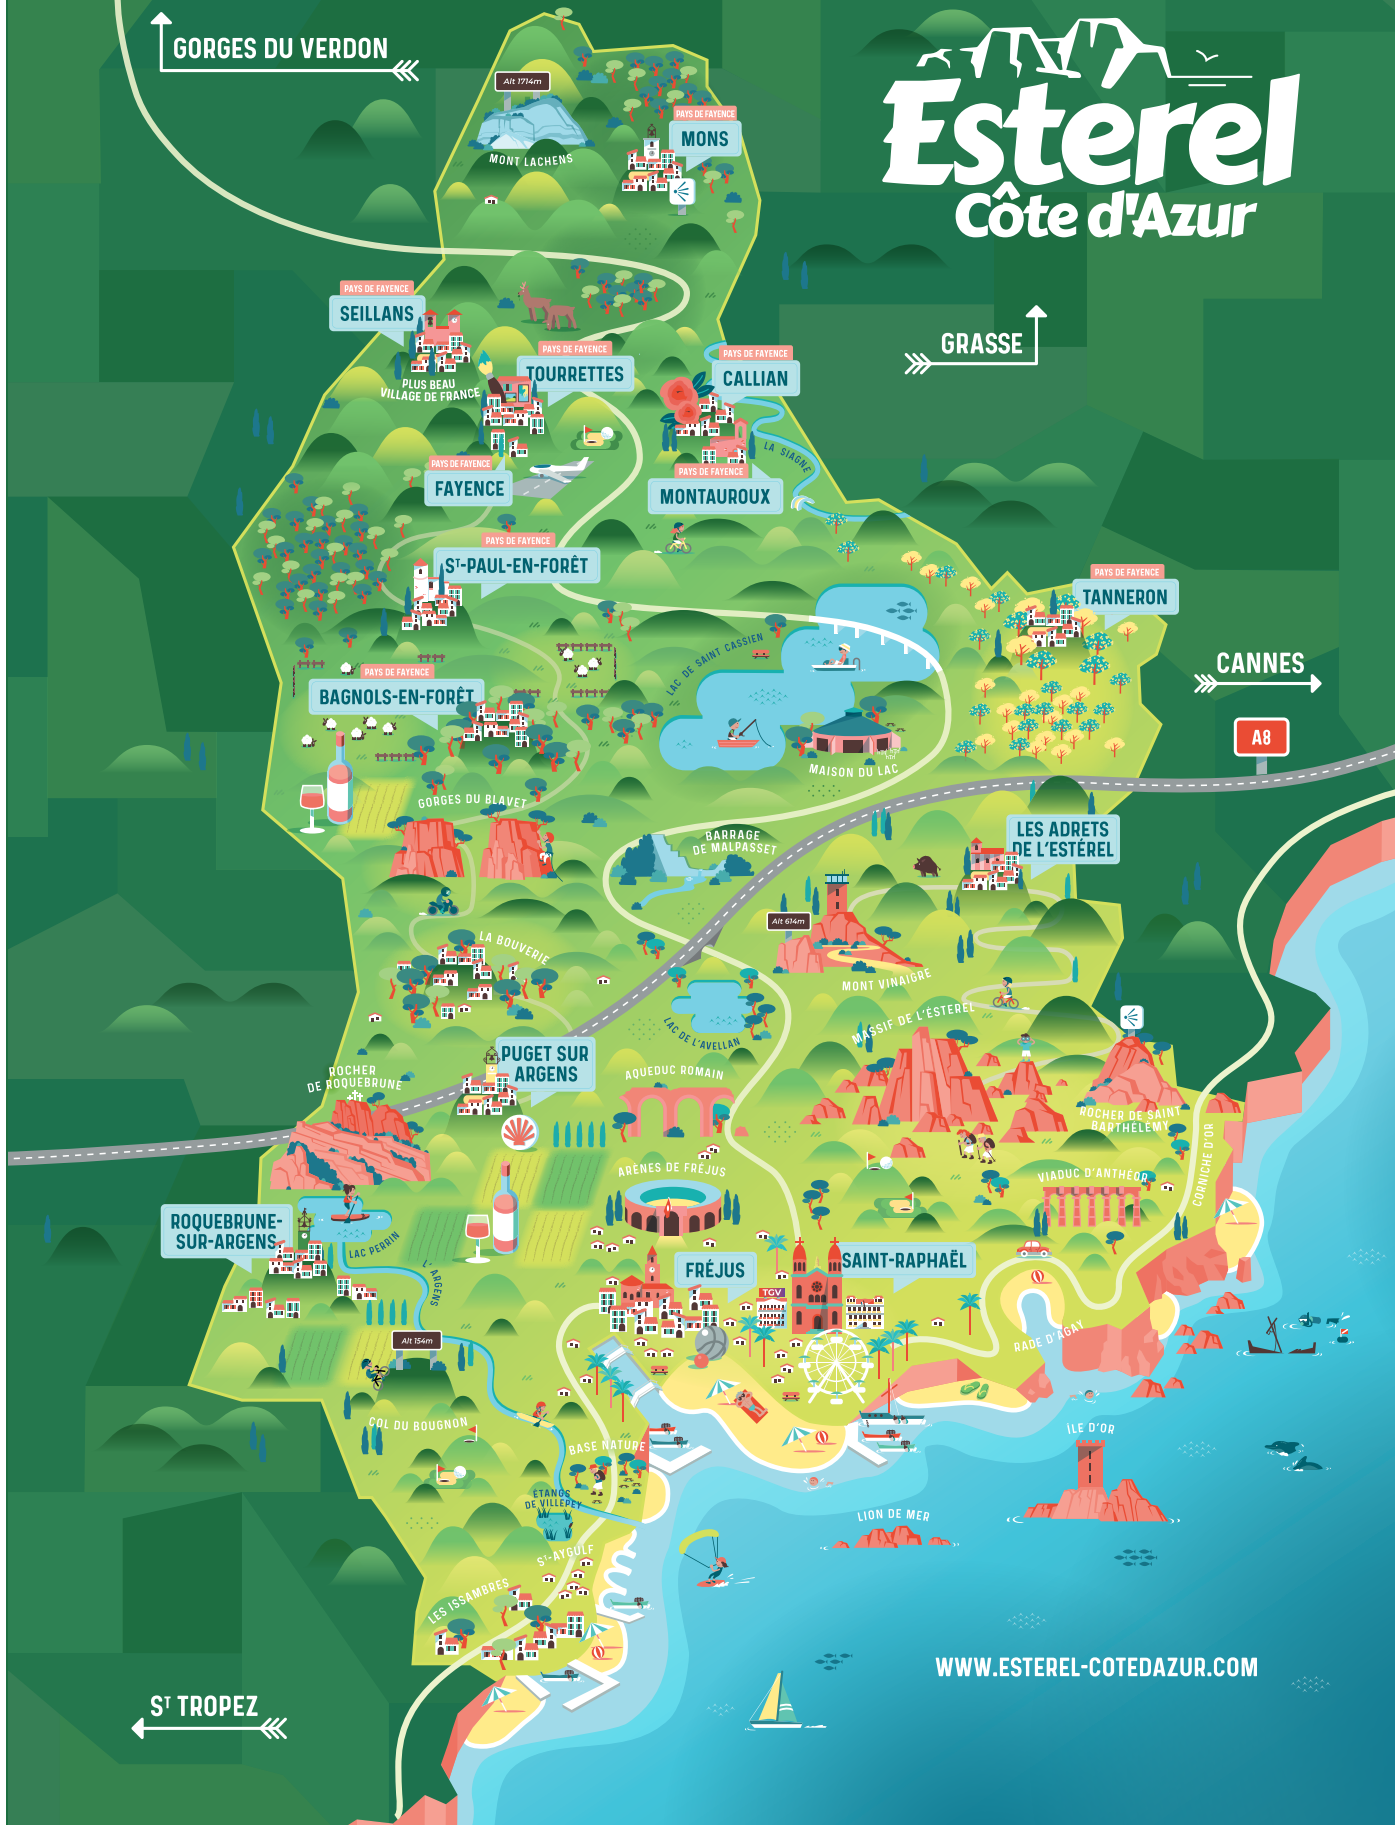 GORGES DU VERDON
Esterel
Côte d'Azur
Alt 1714m
MONT LACHENS
PAYS DE FAYENCE
MONS
PAYS DE FAYENCE
SEILLANS
PLUS BEAU
VILLAGE DE FRANCE
PAYS DE FAYENCE
TOURRETTES
PAYS DE FAYENCE
CALLIAN
GRASSE
LA SIAGNE
PAYS DE FAYENCE
FAYENCE
PAYS DE FAYENCE
MONTAUROUX
PAYS DE FAYENCE
ST-PAUL-EN-FORÊT
PAYS DE FAYENCE
TANNERON
LAC DE SAINT CASSIEN
CANNES
PAYS DE FAYENCE
BAGNOLS-EN-FORÊT
A8
MAISON DU LAC
GORGES DU BLAVET
BARRAGE
DE MALPASSET
LES ADRETS
DE L'ESTÉREL
Alt 614m
LA BOUVERIE
MONT VINAIGRE
MASSIF DE L'ÉSTEREL
LAC DE L'AVELLAN
PUGET SUR
ARGENS
ROCHER
DE ROQUEBRUNE
AQUEDUC ROMAIN
ROCHER DE SAINT
BARTHÉLEMY
ARÈNES DE FRÉJUS
VIADUC D'ANTHÉOR
CORNICHE D'OR
ROQUEBRUNE-
SUR-ARGENS
LAC PERRIN
L'ARGENS
FRÉJUS
SAINT-RAPHAËL
TGV
RADE D'AGAY
Alt 154m
COL DU BOUGNON
BASE NATURE
ÎLE D'OR
ÉTANGS
DE VILLEPEY
LION DE MER
ST-AYGULF
LES ISSAMBRES
WWW.ESTEREL-COTEDAZUR.COM
ST TROPEZ